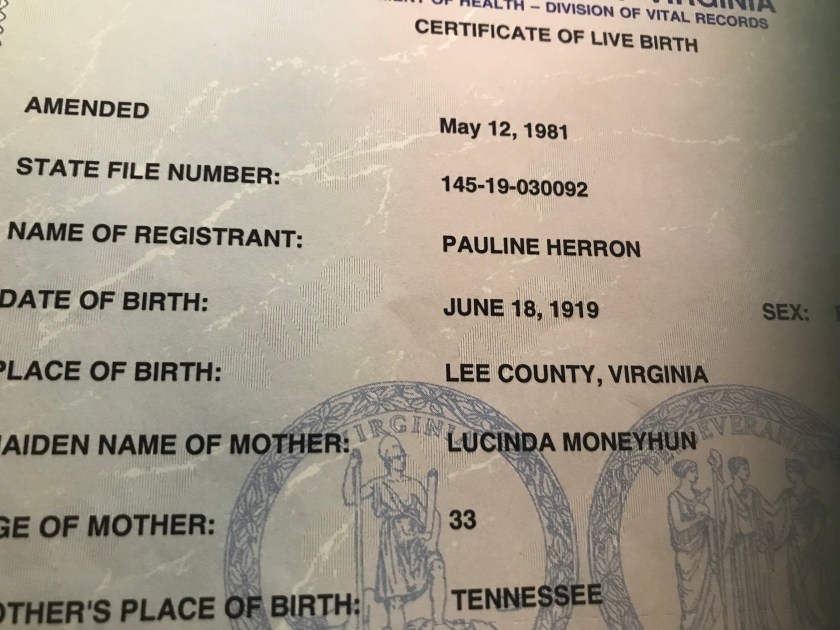 OF HEALTH – DIVISION OF VITAL RECORDS
CERTIFICATE OF LIVE BIRTH
AMENDED May 12, 1981
STATE FILE NUMBER: 145-19-030092
NAME OF REGISTRANT: PAULINE HERRON
DATE OF BIRTH: JUNE 18, 1919 SEX:
PLACE OF BIRTH: LEE COUNTY, VIRGINIA
AIDEN NAME OF MOTHER: LUCINDA MONEYHUN
GE OF MOTHER: 33
OTHER'S PLACE OF BIRTH: TENNESSEE